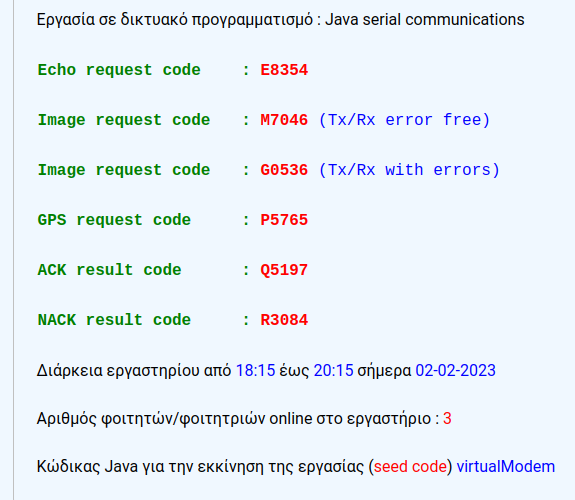 Εργασία σε δικτυακό προγραμματισμό : Java serial communications
Echo request code : E8354
Image request code : M7046 (Tx/Rx error free)
Image request code : G0536 (Tx/Rx with errors)
GPS request code : P5765
ACK result code : Q5197
NACK result code : R3084
Διάρκεια εργαστηρίου από 18:15 έως 20:15 σήμερα 02-02-2023
Αριθμός φοιτητών/φοιτητριών online στο εργαστήριο : 3
Κώδικας Java για την εκκίνηση της εργασίας (seed code) virtualModem